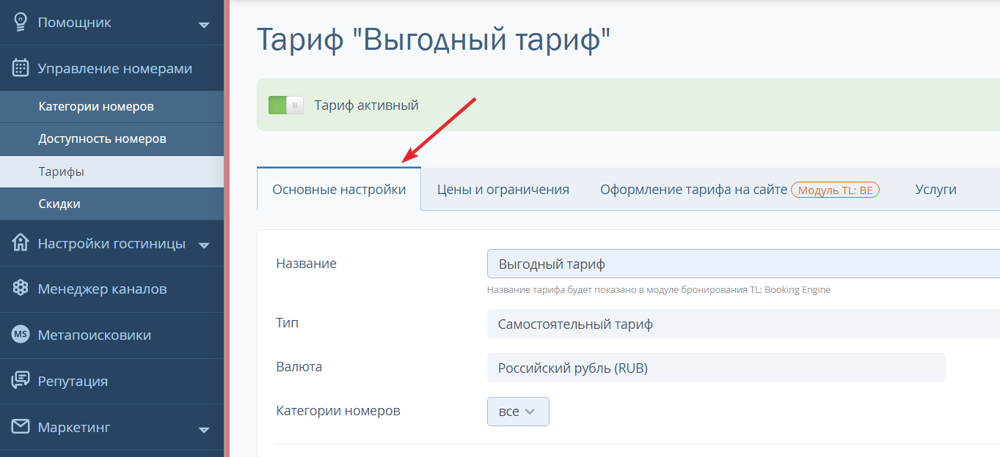 Помощник
Управление номерами
Категории номеров
Доступность номеров
Тарифы
Скидки
Настройки гостиницы
Менеджер каналов
MS Метапоисковики
Репутация
Маркетинг
Тариф "Выгодный тариф"
Тариф активный
Основные настройки Цены и ограничения Оформление тарифа на сайте Модуль TL: BE Услуги
Название Выгодный тариф
Название тарифа будет показано в модуле бронирования TL: Booking Engine
Тип Самостоятельный тариф
Валюта Российский рубль (RUB)
Категории номеров все